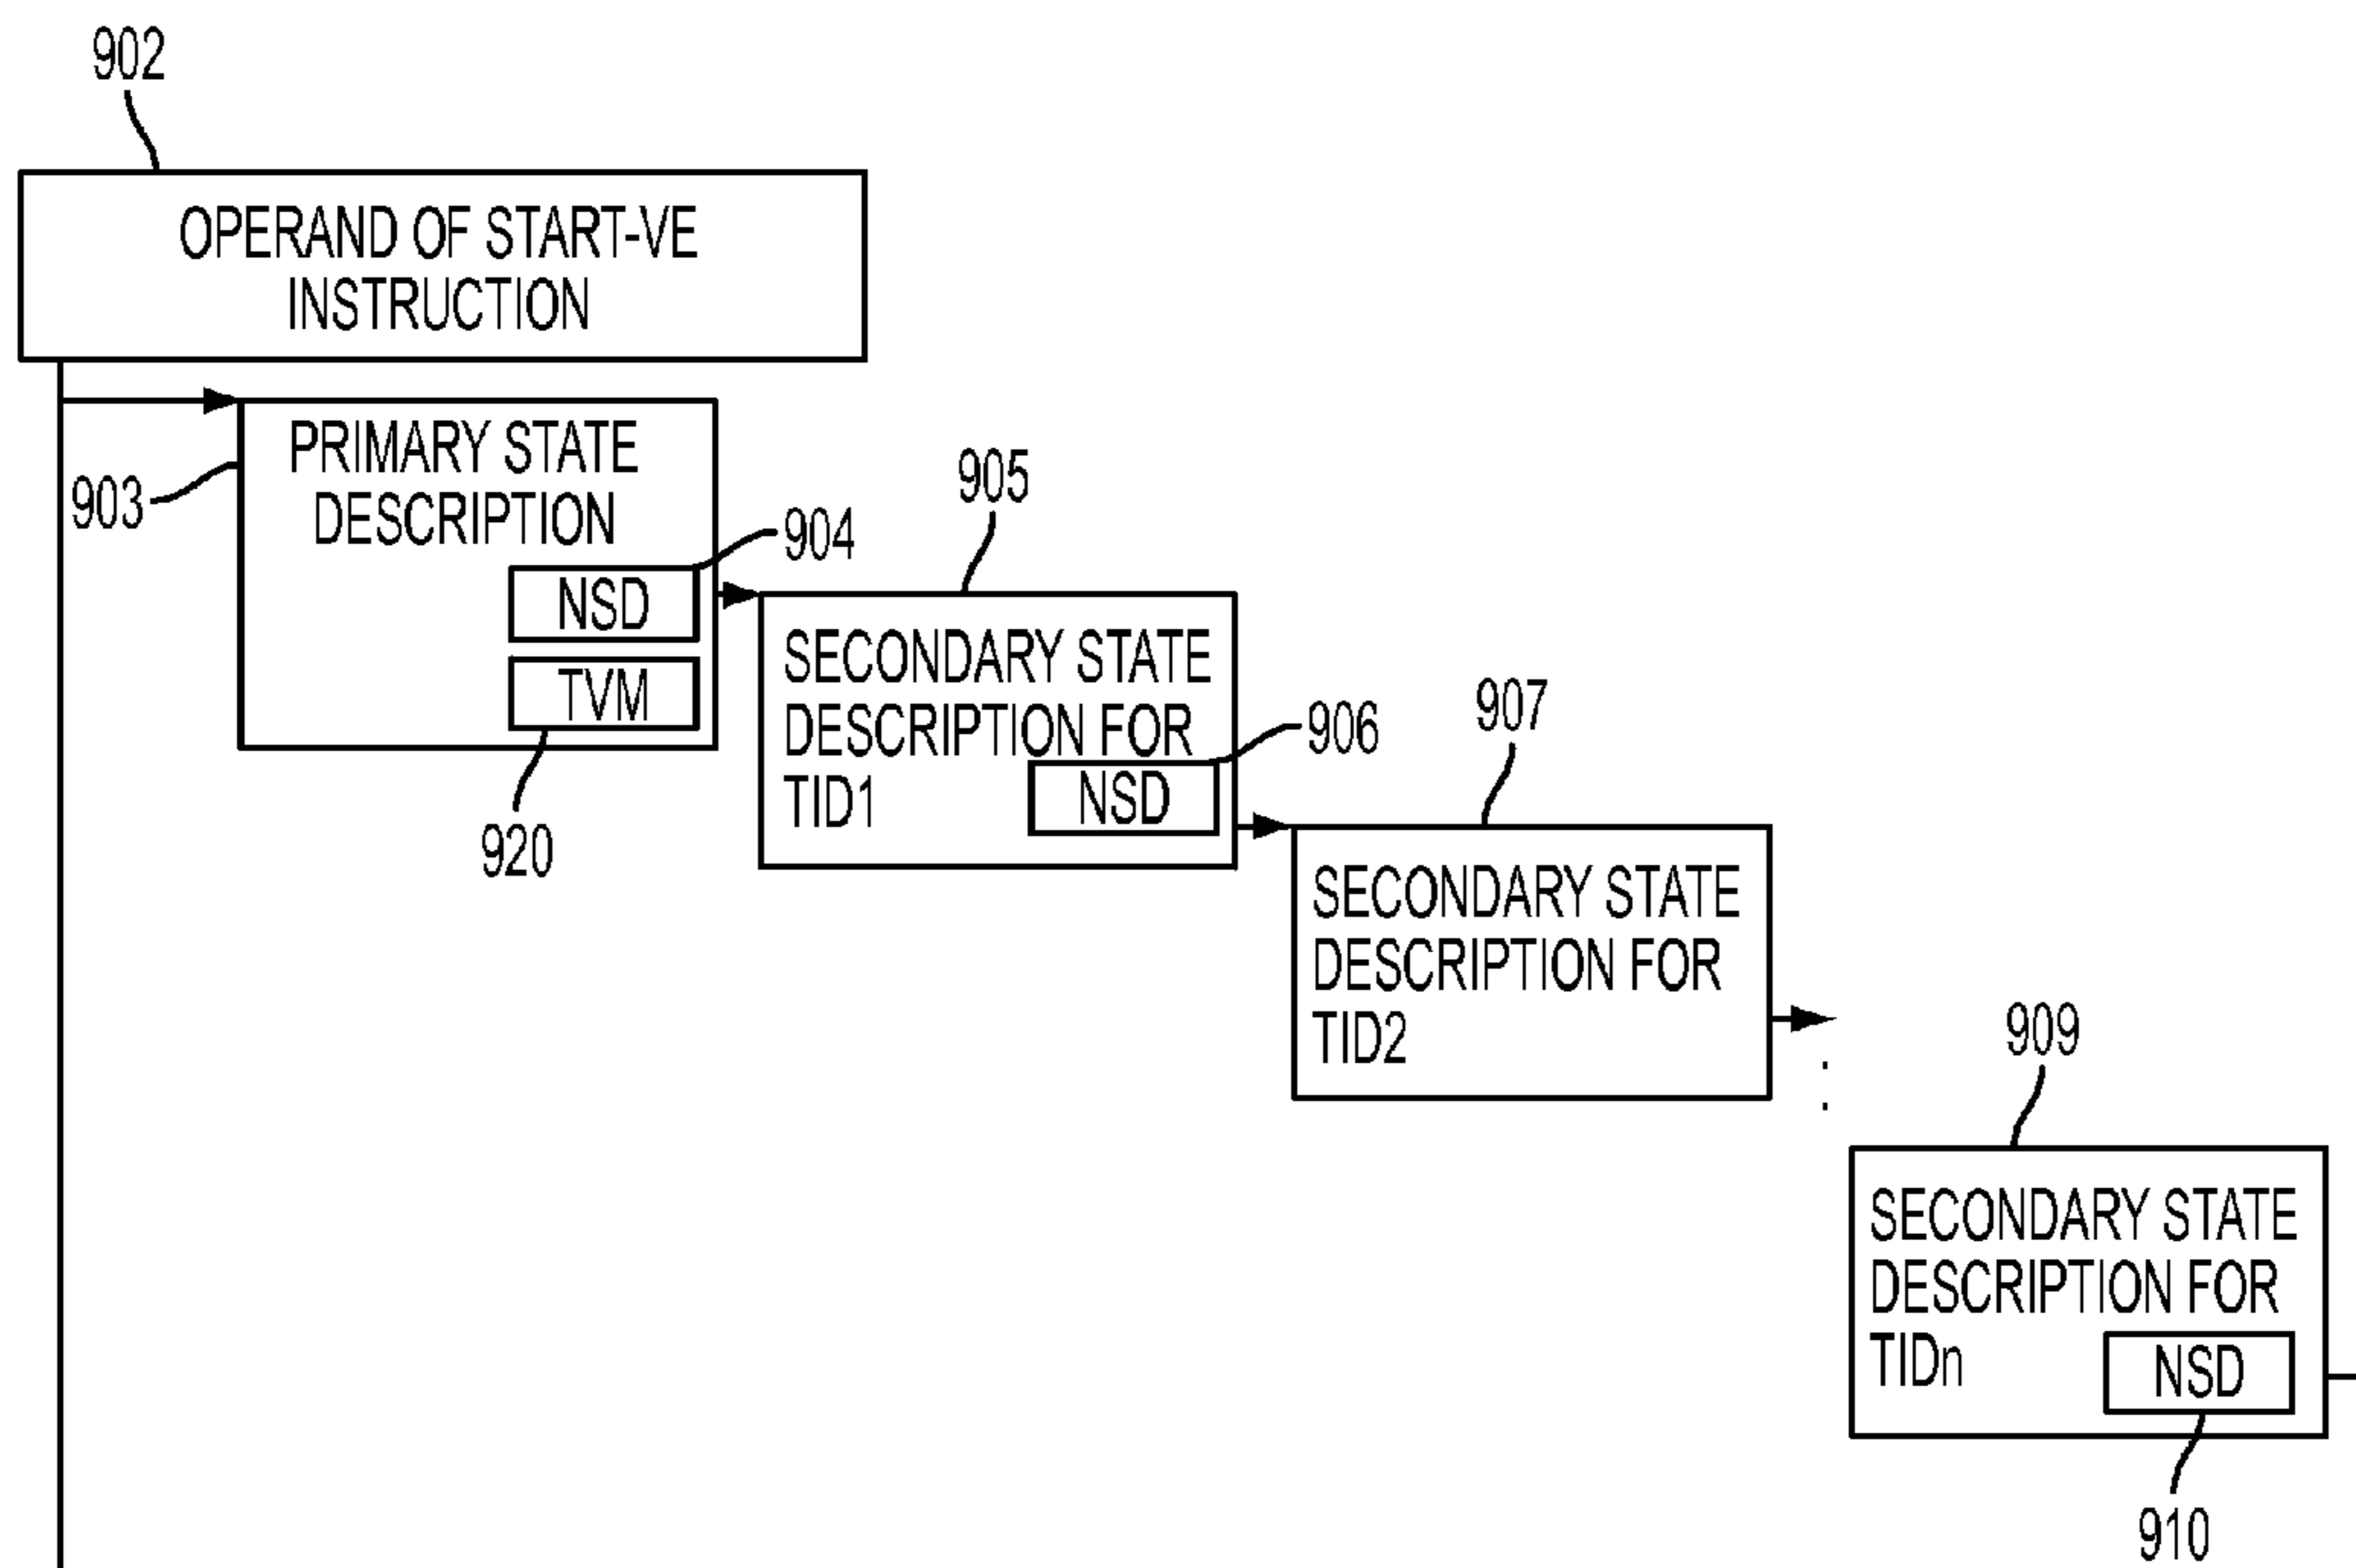 902
OPERAND OF START-VE
INSTRUCTION
903
PRIMARY STATE
DESCRIPTION
904
NSD
TVM
920
905
SECONDARY STATE
DESCRIPTION FOR
TID1
906
NSD
907
SECONDARY STATE
DESCRIPTION FOR
TID2
909
SECONDARY STATE
DESCRIPTION FOR
TIDn
NSD
910